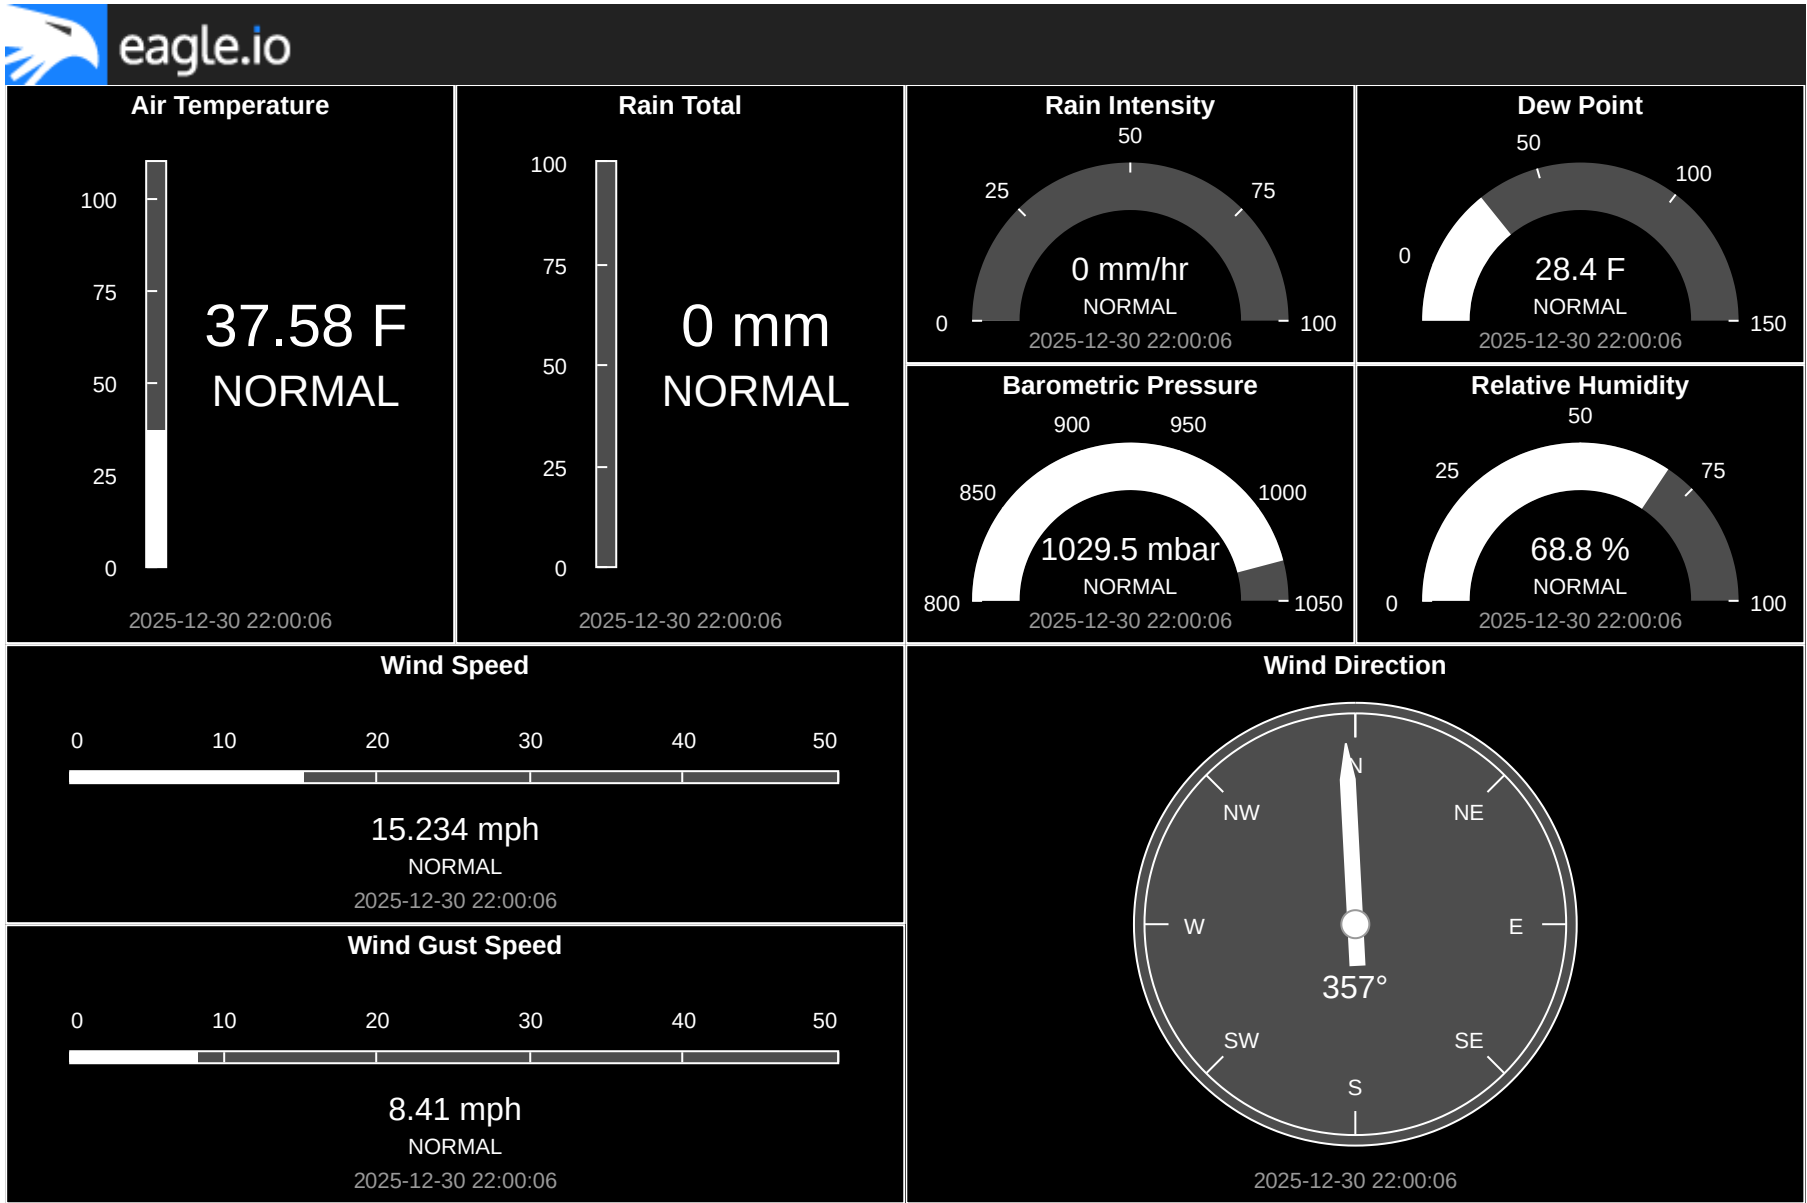 eagle.io
Air Temperature
100
75
50
25
0
37.58 F
NORMAL
2025-12-30 22:00:06
Rain Total
100
75
50
25
0
0 mm
NORMAL
2025-12-30 22:00:06
Rain Intensity
50
25
75
0
100
0 mm/hr
NORMAL
2025-12-30 22:00:06
Dew Point
50
100
0
150
28.4 F
NORMAL
2025-12-30 22:00:06
Barometric Pressure
900
950
850
1000
800
1050
1029.5 mbar
NORMAL
2025-12-30 22:00:06
Relative Humidity
50
25
75
0
100
68.8 %
NORMAL
2025-12-30 22:00:06
Wind Speed
0 10 20 30 40 50
15.234 mph
NORMAL
2025-12-30 22:00:06
Wind Gust Speed
0 10 20 30 40 50
8.41 mph
NORMAL
2025-12-30 22:00:06
Wind Direction
N
NW
NE
W
E
357°
SW
SE
S
2025-12-30 22:00:06